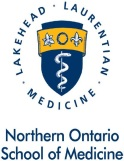 LAKEHEAD • LAURENTIAN
• MEDICINE •
Northern Ontario
School of Medicine